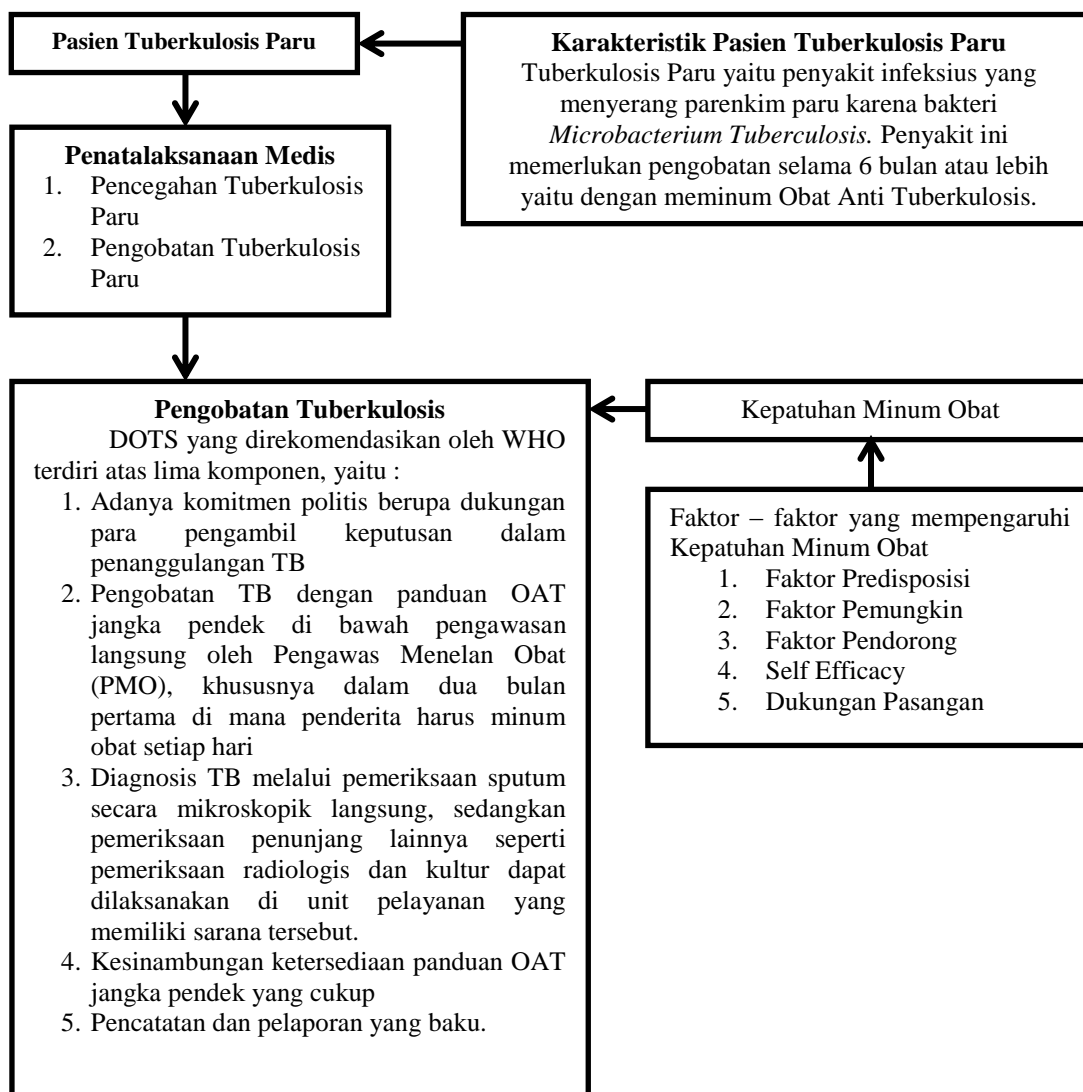 Pasien Tuberkulosis Paru
Karakteristik Pasien Tuberkulosis Paru
Tuberkulosis Paru yaitu penyakit infeksius yang
menyerang parenkim paru karena bakteri
Microbacterium Tuberculosis. Penyakit ini
memerlukan pengobatan selama 6 bulan atau lebih
yaitu dengan meminum Obat Anti Tuberkulosis.
Penatalaksanaan Medis
1. Pencegahan Tuberkulosis
Paru
2. Pengobatan Tuberkulosis
Paru
Pengobatan Tuberkulosis
DOTS yang direkomendasikan oleh WHO
terdiri atas lima komponen, yaitu :
1. Adanya komitmen politis berupa dukungan
para pengambil keputusan dalam
penanggulangan TB
2. Pengobatan TB dengan panduan OAT
jangka pendek di bawah pengawasan
langsung oleh Pengawas Menelan Obat
(PMO), khususnya dalam dua bulan
pertama di mana penderita harus minum
obat setiap hari
3. Diagnosis TB melalui pemeriksaan sputum
secara mikroskopik langsung, sedangkan
pemeriksaan penunjang lainnya seperti
pemeriksaan radiologis dan kultur dapat
dilaksanakan di unit pelayanan yang
memiliki sarana tersebut.
4. Kesinambungan ketersediaan panduan OAT
jangka pendek yang cukup
5. Pencatatan dan pelaporan yang baku.
Kepatuhan Minum Obat
Faktor – faktor yang mempengaruhi
Kepatuhan Minum Obat
1. Faktor Predisposisi
2. Faktor Pemungkin
3. Faktor Pendorong
4. Self Efficacy
5. Dukungan Pasangan